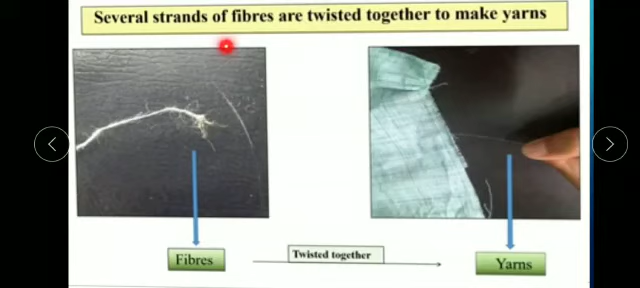 Several strands of fibres are twisted together to make yarns
Fibres
Twisted together
Yarns